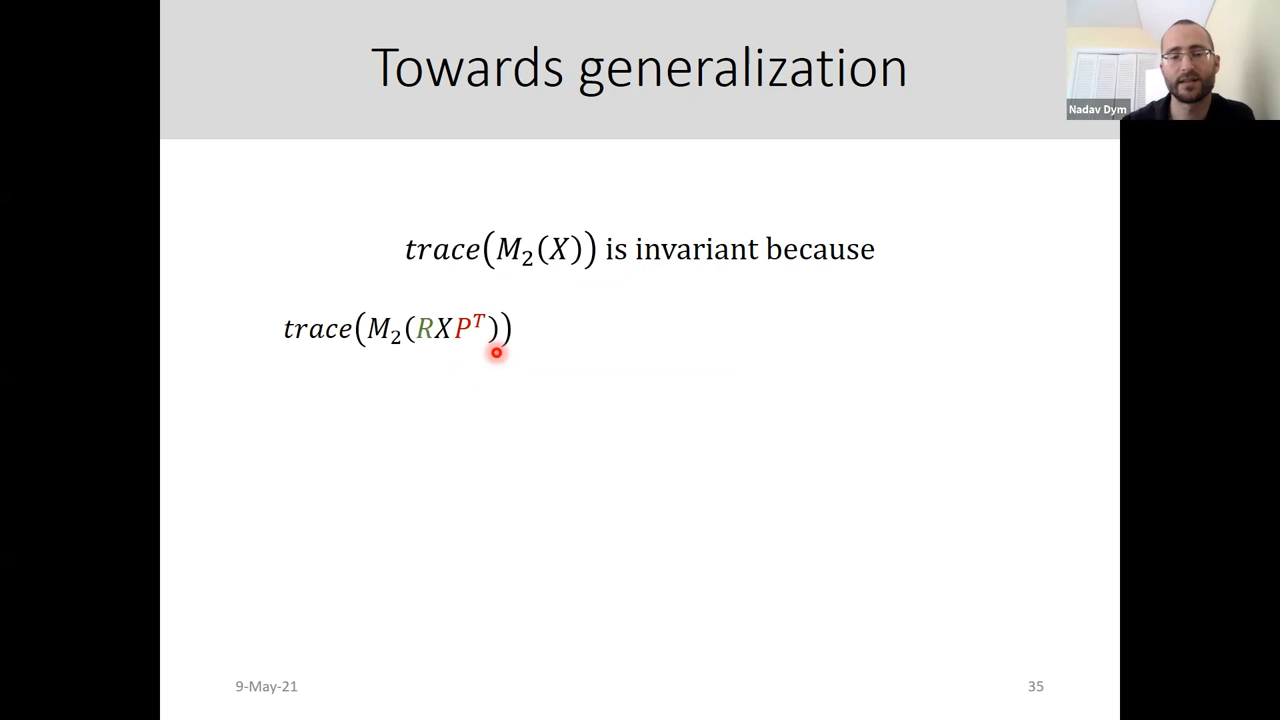 Towards generalization
Nadav Dym
trace(M₂(X)) is invariant because
trace(M₂(RXPᵀ))
9-May-21
35